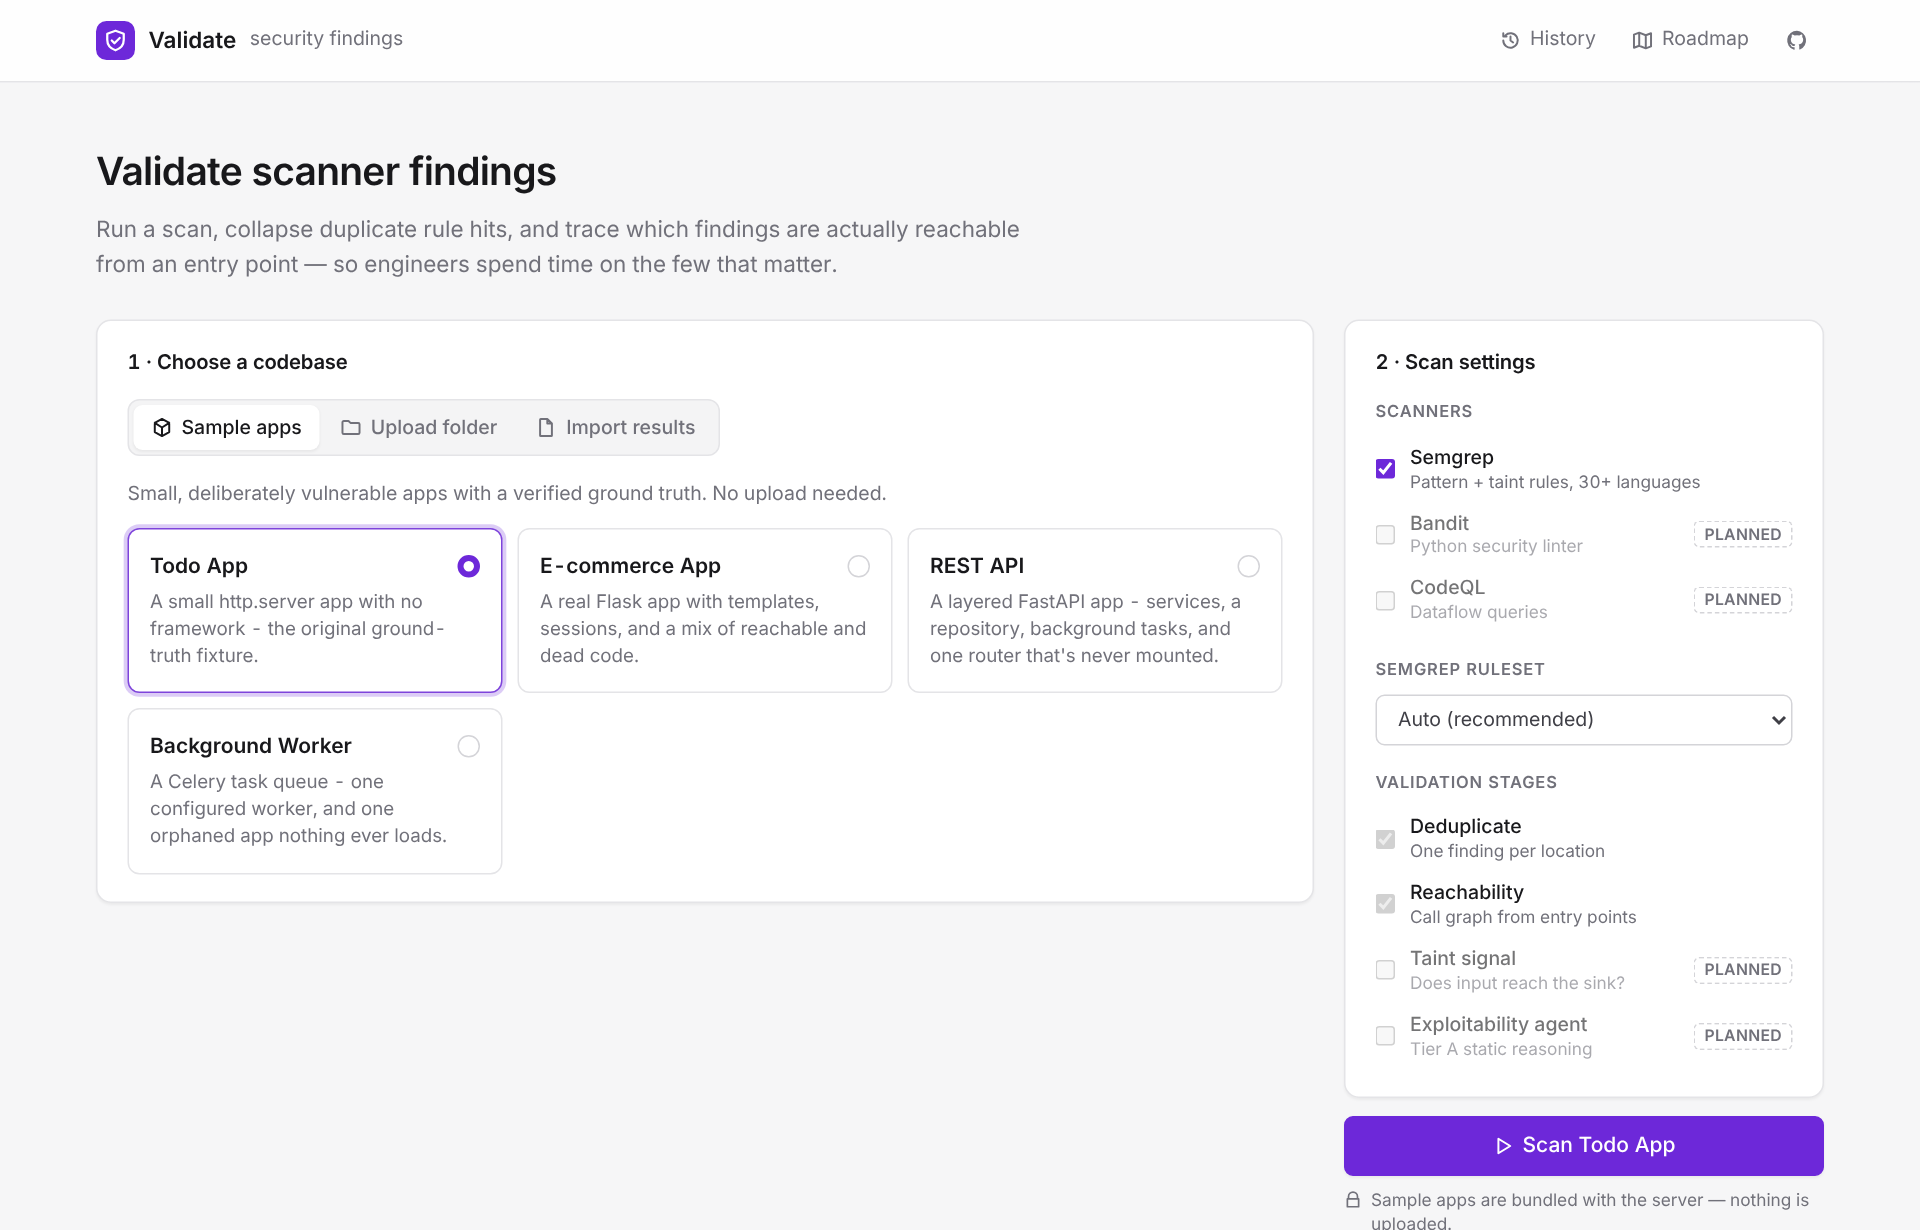 Validate security findings
History
Roadmap
Validate scanner findings
Run a scan, collapse duplicate rule hits, and trace which findings are actually reachable
from an entry point — so engineers spend time on the few that matter.
1 · Choose a codebase
Sample apps
Upload folder
Import results
Small, deliberately vulnerable apps with a verified ground truth. No upload needed.
Todo App
A small http.server app with no
framework - the original ground-
truth fixture.
E-commerce App
A real Flask app with templates,
sessions, and a mix of reachable and
dead code.
REST API
A layered FastAPI app - services, a
repository, background tasks, and
one router that's never mounted.
Background Worker
A Celery task queue - one
configured worker, and one
orphaned app nothing ever loads.
2 · Scan settings
SCANNERS
Semgrep
Pattern + taint rules, 30+ languages
Bandit
Python security linter
PLANNED
CodeQL
Dataflow queries
PLANNED
SEMGREP RULESET
Auto (recommended)
VALIDATION STAGES
Deduplicate
One finding per location
Reachability
Call graph from entry points
Taint signal
Does input reach the sink?
PLANNED
Exploitability agent
Tier A static reasoning
PLANNED
Scan Todo App
Sample apps are bundled with the server — nothing is
uploaded.